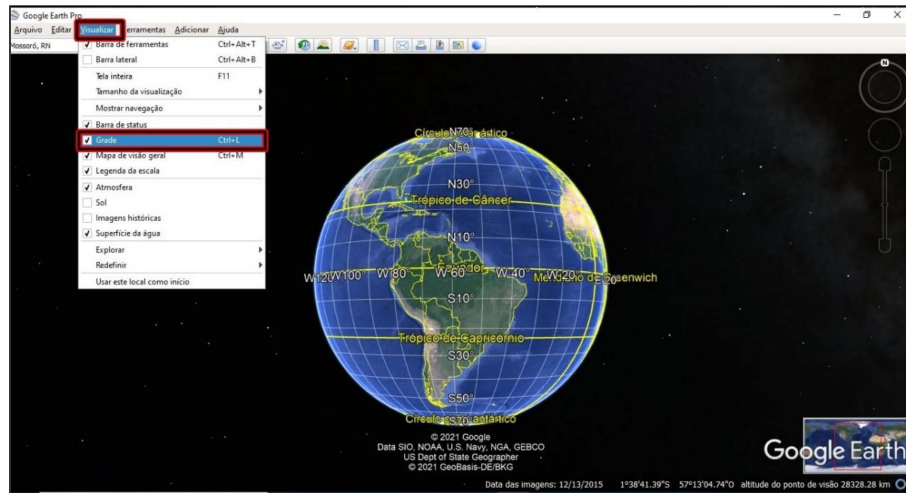 Google Earth Pro
Arquivo Editar Visualizar Ferramentas Adicionar Ajuda
Mossoró, RN
Barra de ferramentas Ctrl+Alt+T
Barra lateral Ctrl+Alt+B
Tela inteira F11
Tamanho da visualização
Mostrar navegação
Barra de status
Grade Ctrl+L
Mapa de visão geral Ctrl+M
Legenda da escala
Atmosfera
Sol
Imagens históricas
Superfície da água
Explorar
Redefinir
Usar este local como início
N
N70°
N50°
N30°
Trópico de Câncer
N10°
W120° W100° W80° W60° W40° W20° E20°
S10°
Trópico de Capricórnio
S30°
S50°
© 2021 Google
Data SIO, NOAA, U.S. Navy, NGA, GEBCO
US Dept of State Geographer
© 2021 GeoBasis-DE/BKG
Google Earth
Data das imagens: 12/13/2015 1°38'41.39"S 57°13'04.74"O altitude do ponto de visão 28328.28 km